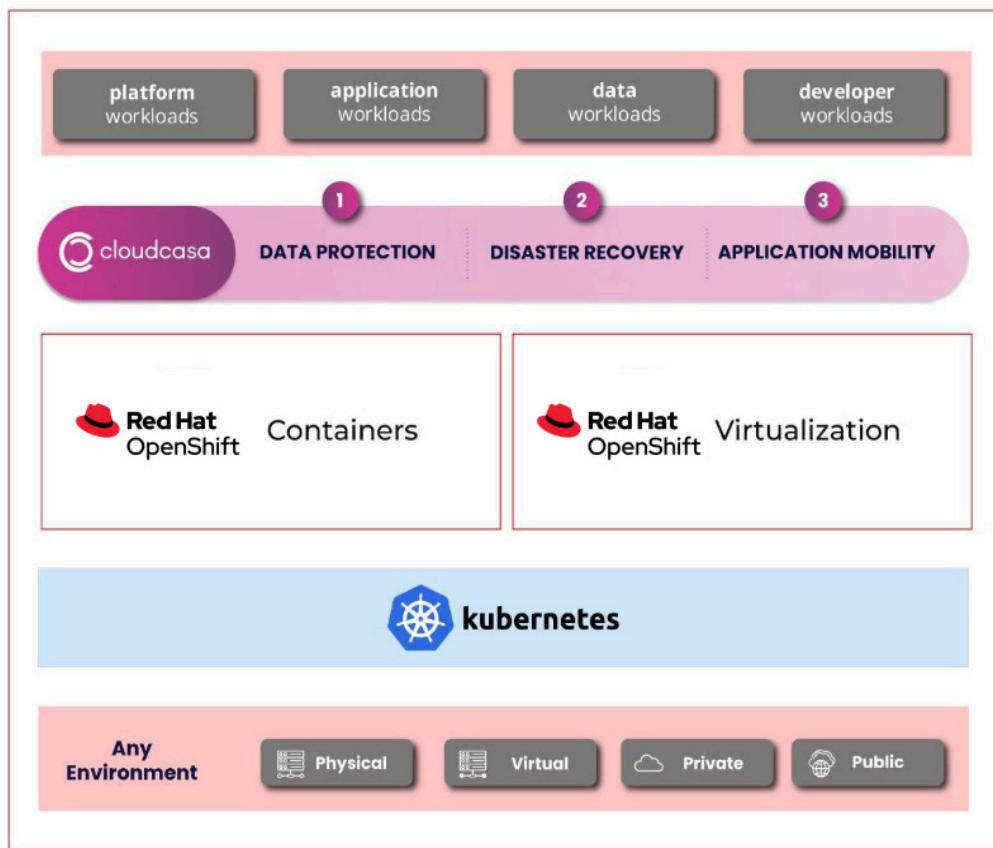 platform
workloads
application
workloads
data
workloads
developer
workloads
1
2
3
cloudcasa
DATA PROTECTION
DISASTER RECOVERY
APPLICATION MOBILITY
Red Hat
OpenShift
Containers
Red Hat
OpenShift
Virtualization
kubernetes
Any
Environment
Physical
Virtual
Private
Public